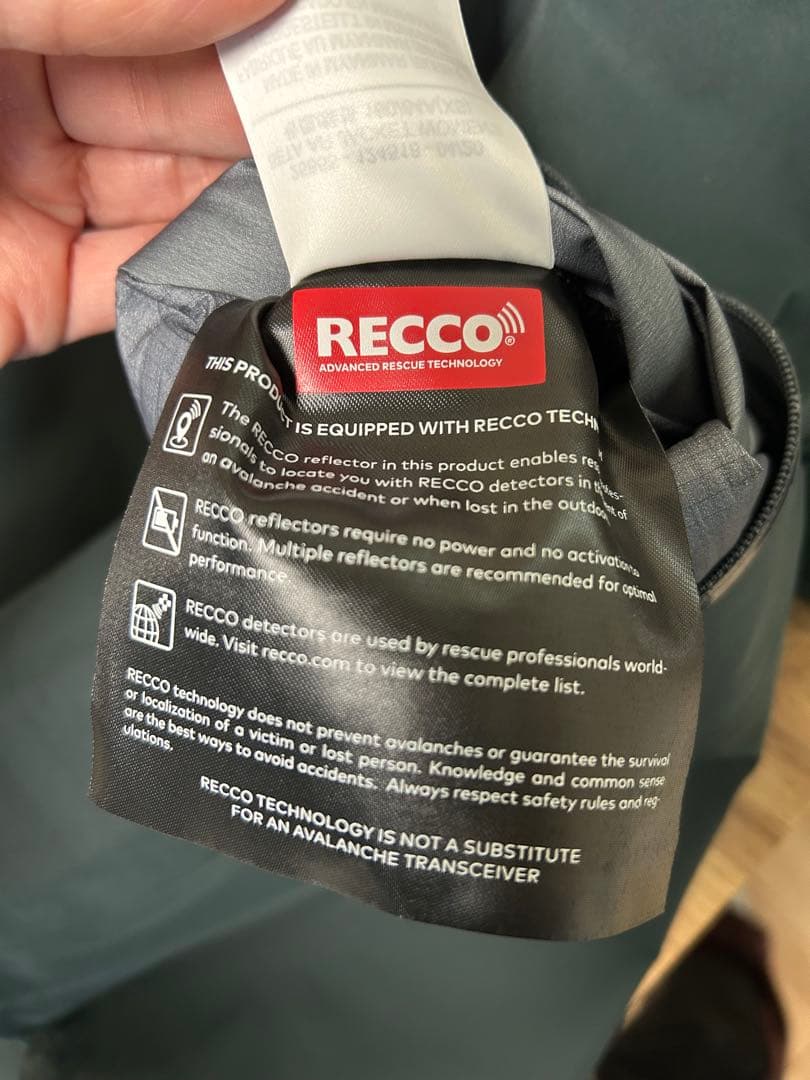 MADE IN MYANMAR
RECCO®
ADVANCED RESCUE TECHNOLOGY
THIS PRODUCT IS EQUIPPED WITH RECCO
The RECCO reflector in this product enables
sionals to locate you with RECCO detectors in
an avalanche accident or when lost in the
RECCO reflectors require no power and no
function. Multiple reflectors are recommended for optimal
performance.
RECCO detectors are used by rescue professionals world-
wide. Visit recco.com to view the complete list.
RECCO technology does not prevent avalanches or guarantee the survival
or localization of a victim or lost person. Knowledge and common sense
are the best ways to avoid accidents. Always respect safety rules and reg-
ulations.
RECCO TECHNOLOGY IS NOT A SUBSTITUTE
FOR AN AVALANCHE TRANSCEIVER